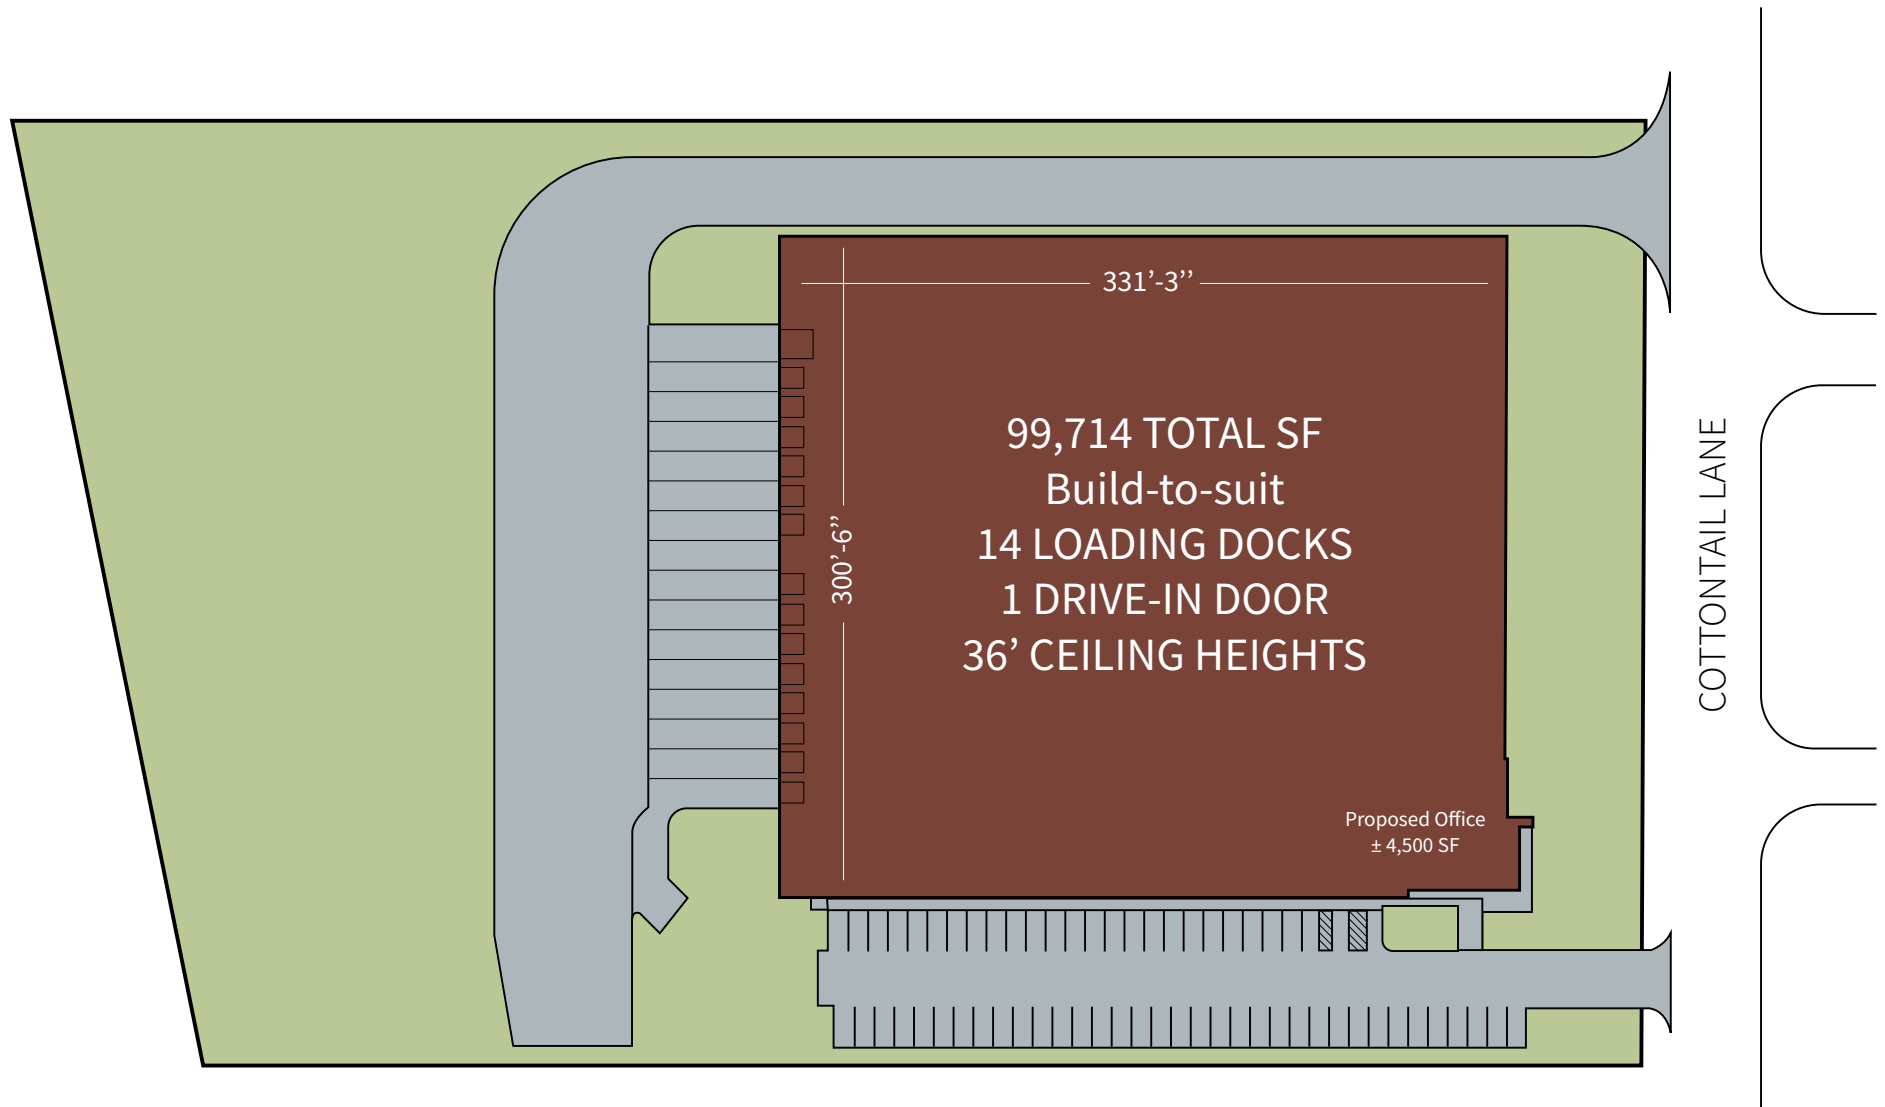 331’-3’’
300’-6’’
99,714 TOTAL SF
Build-to-suit
14 LOADING DOCKS
1 DRIVE-IN DOOR
36’ CEILING HEIGHTS
Proposed Office
± 4,500 SF
COTTONTAIL LANE